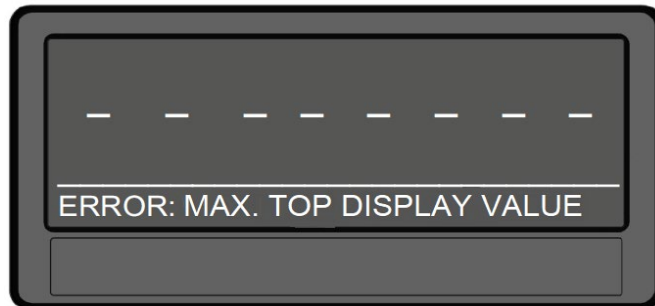 – – – – – – – –
ERROR: MAX. TOP DISPLAY VALUE